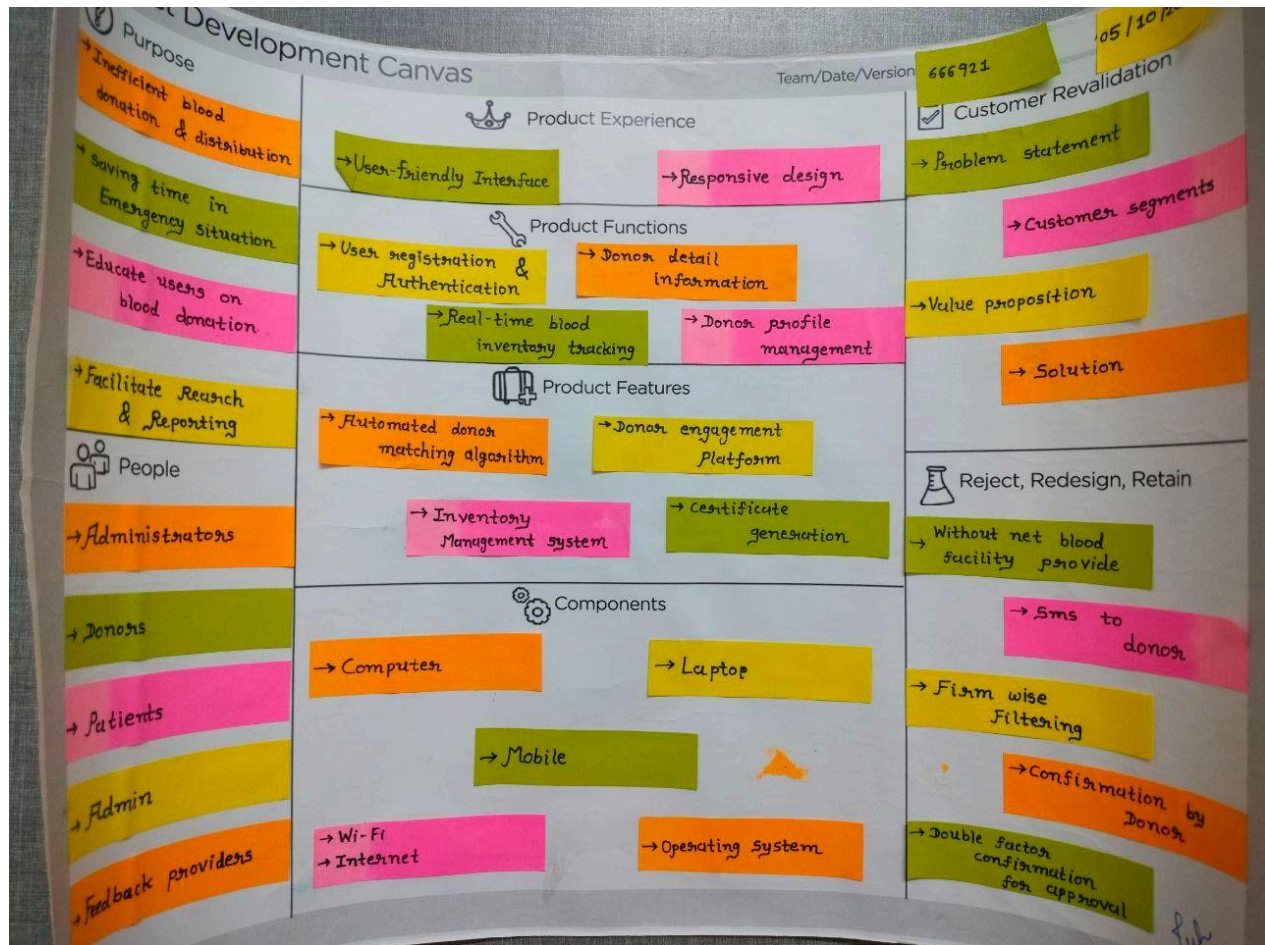 Development Canvas
Team/Date/Version
666921
05/10/
Purpose
→Inefficient blood
donation & distribution
→Saving time in
Emergency situation
→Educate users on
blood donation.
→Facilitate Rearch
& Reporting
People
→Administrators
→Donors
→Patients
→Admin
→Feedback providers
Product Experience
→User-friendly Interface
→Responsive design
Product Functions
→User registration &
Authentication
→Donor detail
information
→Real-time blood
inventory tracking
→Donor profile
management
Product Features
→Automated donor
matching algorithm
→Donor engagement
Platform
→Inventory
Management system
→Certificate
generation
Components
→Computer
→Laptop
→Mobile
→Wi-Fi
→Internet
→Operating System
Customer Revalidation
→Problem statement
→Customer segments
→Value proposition
→Solution
Reject, Redesign, Retain
→Without net blood
facility provide
→Sms to
donor
→Firm wise
Filtering
→Confirmation by
Donor
→Double factor
confirmation
for approval